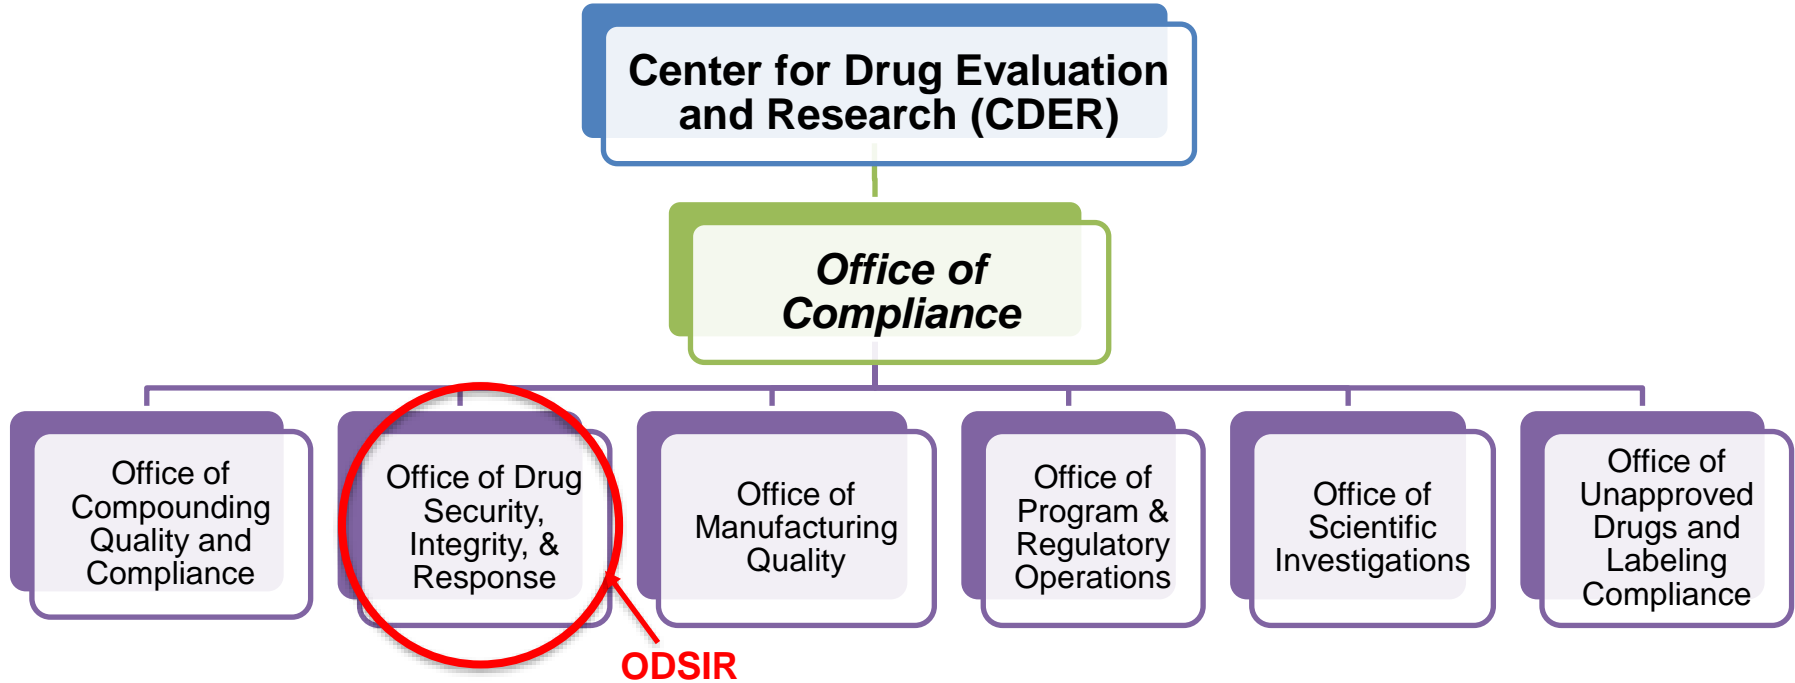 Center for Drug Evaluation
and Research (CDER)
Office of
Compliance
Office of
Compounding
Quality and
Compliance
Office of Drug
Security,
Integrity, &
Response
Office of
Manufacturing
Quality
Office of
Program &
Regulatory
Operations
Office of
Scientific
Investigations
Office of
Unapproved
Drugs and
Labeling
Compliance
ODSIR